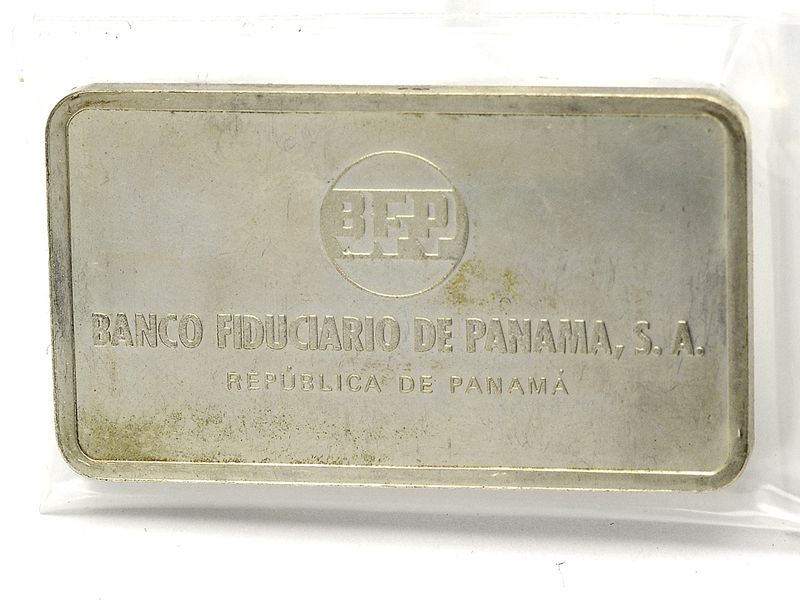 BFP
BANCO FIDUCIARIO DE PANAMA, S. A.
REPÚBLICA DE PANAMÁ